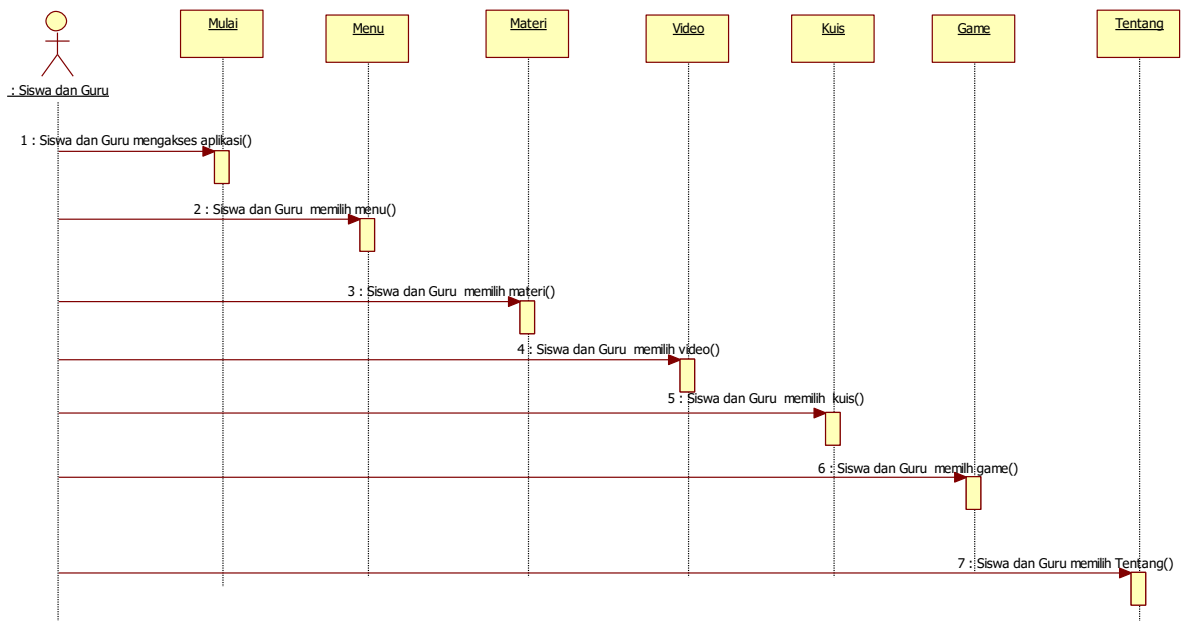 Mulai
Menu
Materi
Video
Kuis
Game
Tentang
: Siswa dan Guru
1 : Siswa dan Guru mengakses aplikasi()
2 : Siswa dan Guru memilih menu()
3 : Siswa dan Guru memilih materi()
4 : Siswa dan Guru memilih video()
5 : Siswa dan Guru memilih kuis()
6 : Siswa dan Guru memilh game()
7 : Siswa dan Guru memilih Tentang()